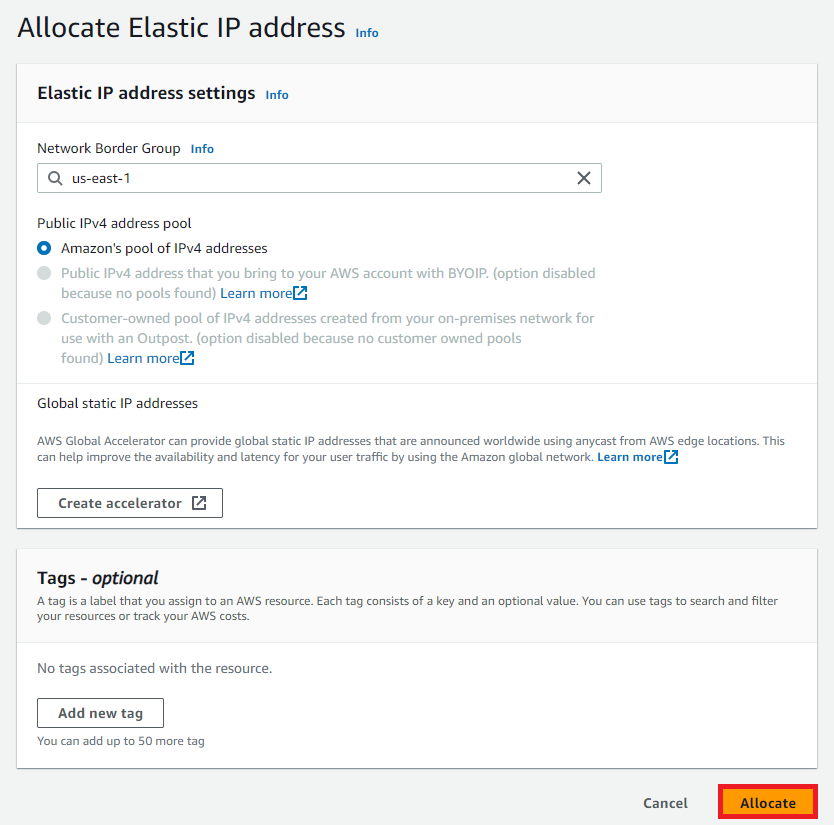 Allocate Elastic IP address Info
Elastic IP address settings Info
Network Border Group Info
us-east-1
Public IPv4 address pool
Amazon's pool of IPv4 addresses
Public IPv4 address that you bring to your AWS account with BYOIP. (option disabled
because no pools found) Learn more
Customer-owned pool of IPv4 addresses created from your on-premises network for
use with an Outpost. (option disabled because no customer owned pools
found) Learn more
Global static IP addresses
AWS Global Accelerator can provide global static IP addresses that are announced worldwide using anycast from AWS edge locations. This
can help improve the availability and latency for your user traffic by using the Amazon global network. Learn more
Create accelerator
Tags - optional
A tag is a label that you assign to an AWS resource. Each tag consists of a key and an optional value. You can use tags to search and filter
your resources or track your AWS costs.
No tags associated with the resource.
Add new tag
You can add up to 50 more tag
Cancel Allocate